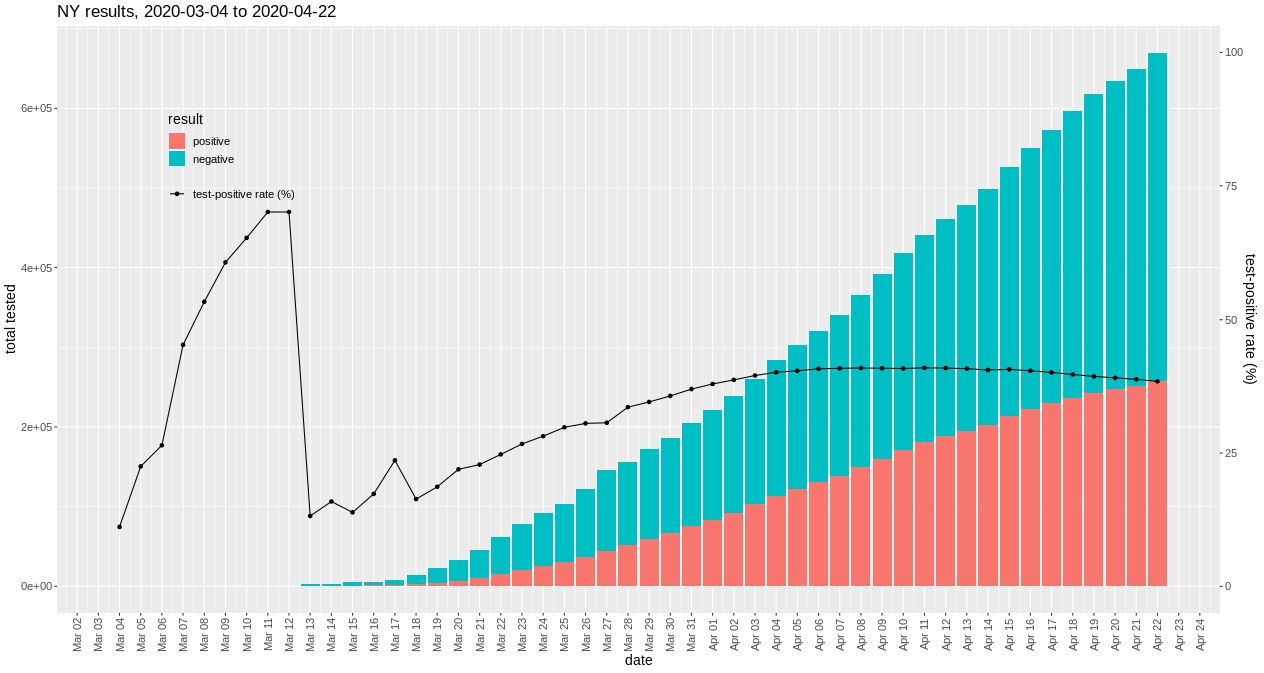 NY results, 2020-03-04 to 2020-04-22
total tested
6e+05
4e+05
2e+05
0e+00
result
positive
negative
test-positive rate (%)
100
75
50
25
0
test-positive rate (%)
Mar 02
Mar 03
Mar 04
Mar 05
Mar 06
Mar 07
Mar 08
Mar 09
Mar 10
Mar 11
Mar 12
Mar 13
Mar 14
Mar 15
Mar 16
Mar 17
Mar 18
Mar 19
Mar 20
Mar 21
Mar 22
Mar 23
Mar 24
Mar 25
Mar 26
Mar 27
Mar 28
Mar 29
Mar 30
Mar 31
Apr 01
Apr 02
Apr 03
Apr 04
Apr 05
Apr 06
Apr 07
Apr 08
Apr 09
Apr 10
Apr 11
Apr 12
Apr 13
Apr 14
Apr 15
Apr 16
Apr 17
Apr 18
Apr 19
Apr 20
Apr 21
Apr 22
Apr 23
Apr 24
date